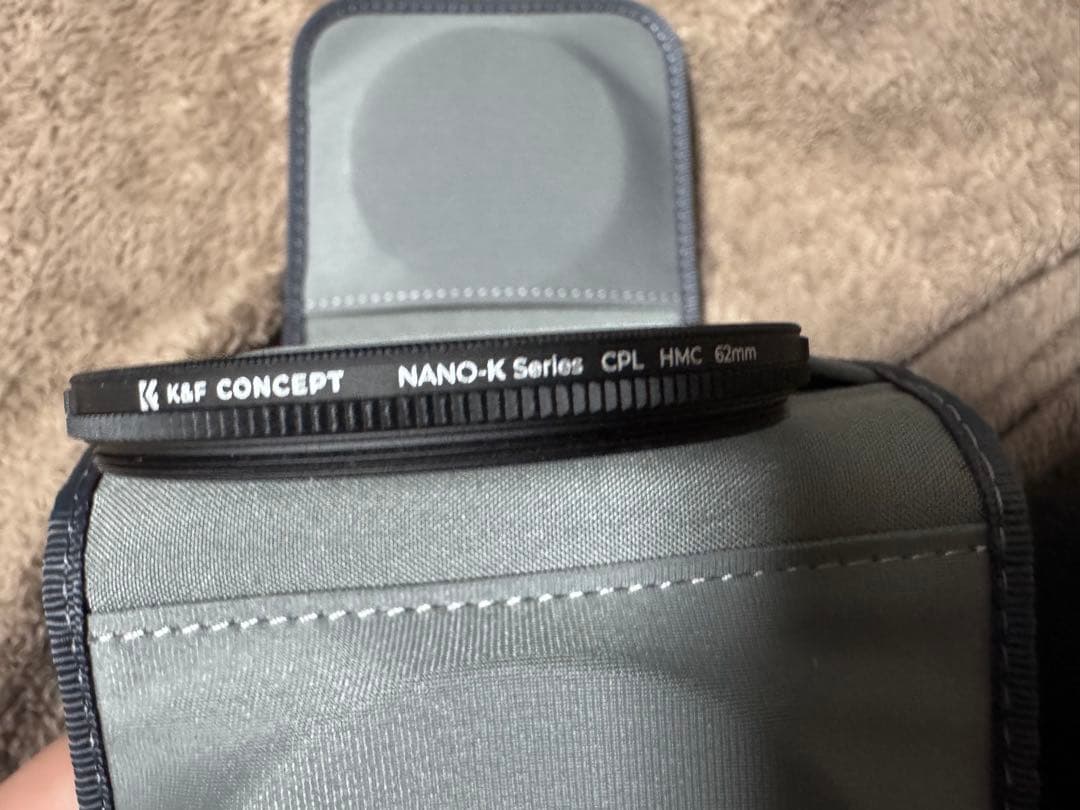 K&F CONCEPT NANO-K Series CPL HMC 62mm